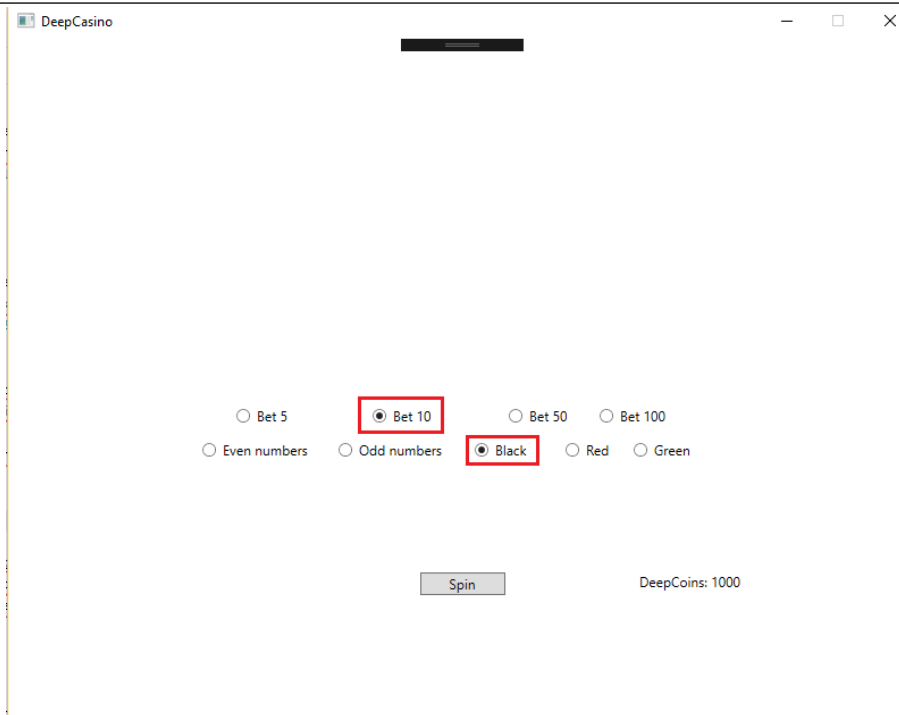 DeepCasino
Bet 5 Bet 10 Bet 50 Bet 100
Even numbers Odd numbers Black Red Green
Spin DeepCoins: 1000